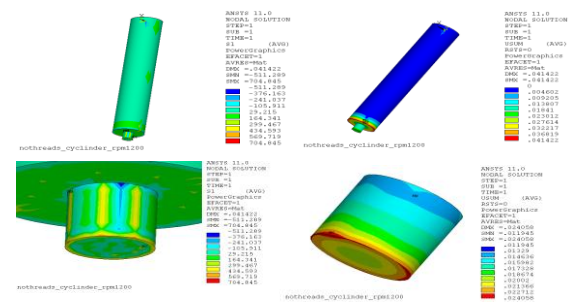 ANSYS 11.0
NODAL SOLUTION
STEP=1
SUB =1
TIME=1
S1 (AVG)
PowerGraphics
EFACET=1
AVRES=Mat
DMX =.041422
SMN =-511.289
SMX =704.845
-511.289
-376.163
-241.037
-105.911
29.215
164.341
299.467
434.593
569.719
704.845
nothreads_cyclinder_rpm1200
ANSYS 11.0
NODAL SOLUTION
STEP=1
SUB =1
TIME=1
USUM (AVG)
RSYS=0
PowerGraphics
EFACET=1
AVRES=Mat
DMX =.041422
SMX =.041422
0
.004602
.009205
.013807
.01841
.023012
.027614
.032217
.036819
.041422
nothreads_cyclinder_rpm1200
ANSYS 11.0
NODAL SOLUTION
STEP=1
SUB =1
TIME=1
S1 (AVG)
PowerGraphics
EFACET=1
AVRES=Mat
DMX =.041422
SMN =-511.289
SMX =704.845
-511.289
-376.163
-241.037
-105.911
29.215
164.341
299.467
434.593
569.719
704.845
nothreads_cyclinder_rpm1200
ANSYS 11.0
NODAL SOLUTION
STEP=1
SUB =1
TIME=1
USUM (AVG)
RSYS=0
PowerGraphics
EFACET=1
AVRES=Mat
DMX =.024058
SMN =.011945
SMX =.024058
.011945
.01329
.014636
.015982
.017328
.018674
.02002
.021366
.022712
.024058
nothreads_cyclinder_rpm1200